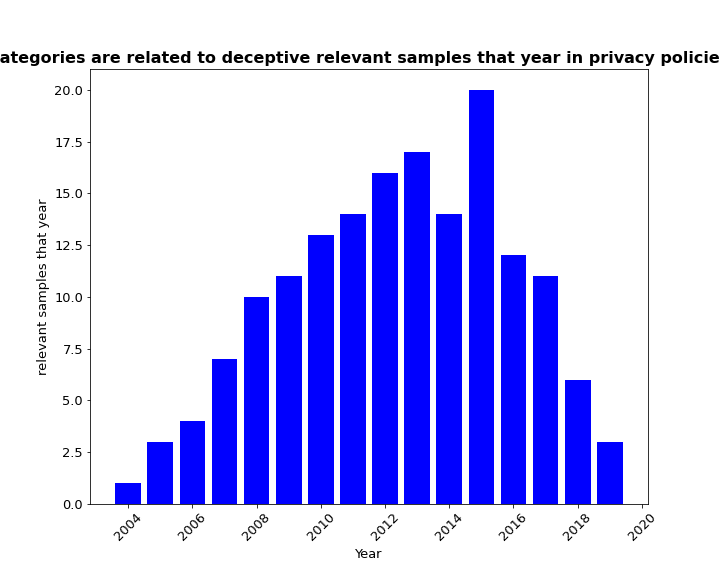 ategories are related to deceptive relevant samples that year in privacy policie
20.0
17.5
15.0
12.5
10.0
7.5
5.0
2.5
0.0
relevant samples that year
2004 2006 2008 2010 2012 2014 2016 2018 2020
Year